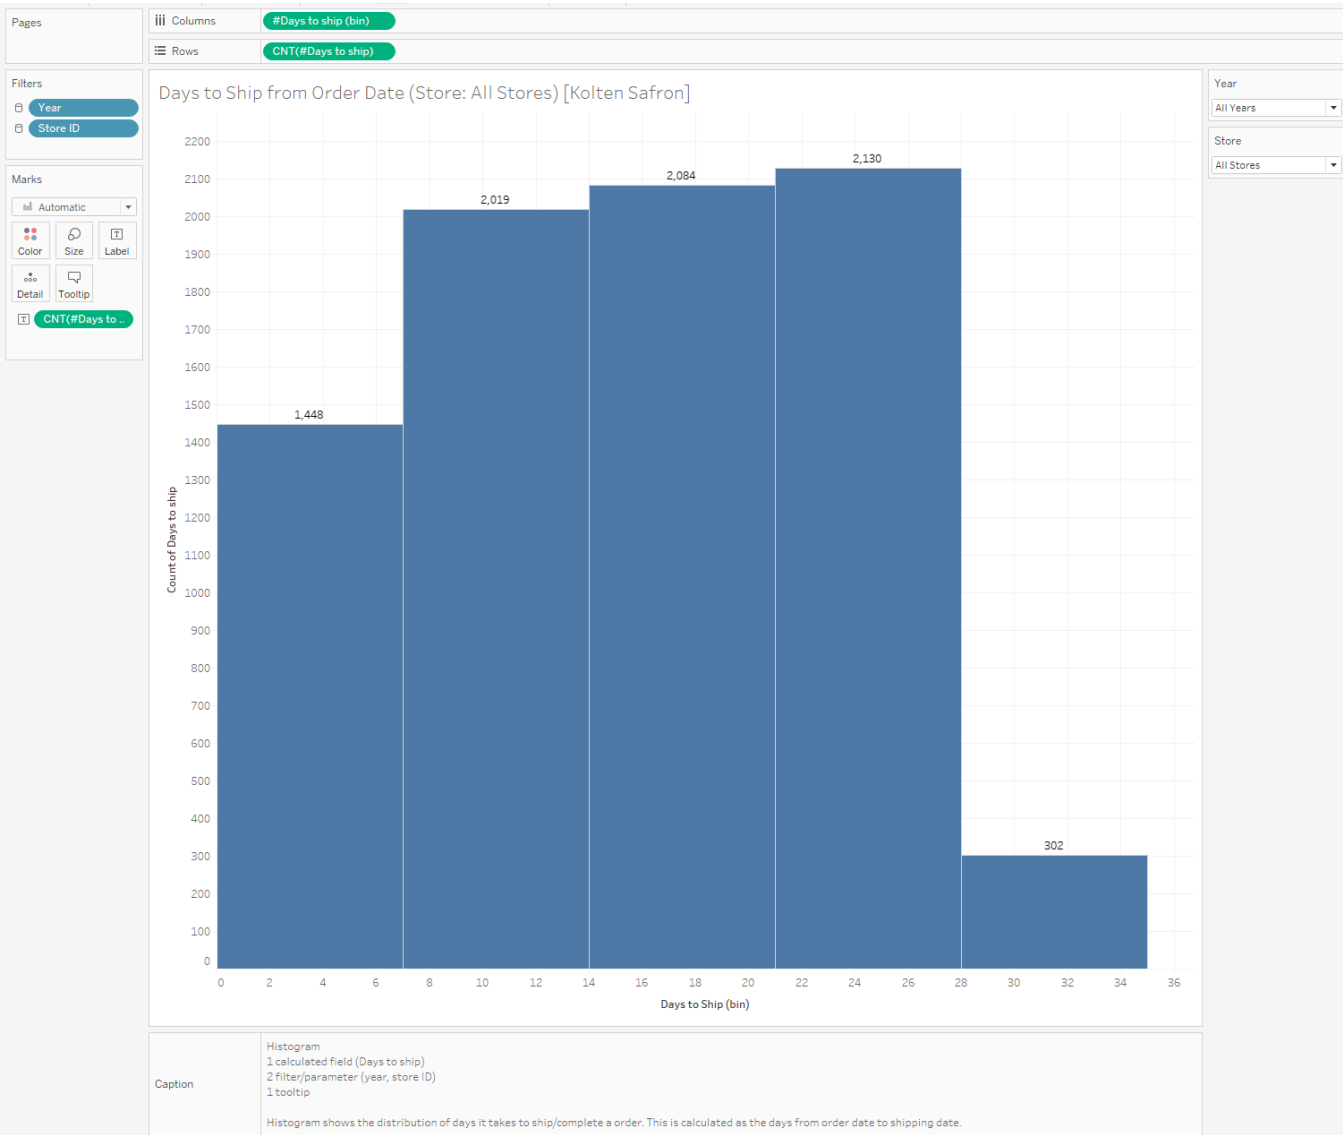 Pages
Columns
#Days to ship (bin)
Rows
CNT(#Days to ship)
Filters
Year
Store ID
Marks
Automatic
Color Size Label
Detail Tooltip
CNT(#Days to ..
Days to Ship from Order Date (Store: All Stores) [Kolten Safron]
Count of Days to ship
2200
2100
2000
1900
1800
1700
1600
1500
1400
1300
1200
1100
1000
900
800
700
600
500
400
300
200
100
0
1,448
2,019
2,084
2,130
302
0 2 4 6 8 10 12 14 16 18 20 22 24 26 28 30 32 34 36
Days to Ship (bin)
Year
All Years
Store
All Stores
Caption
Histogram
1 calculated field (Days to ship)
2 filter/parameter (year, store ID)
1 tooltip
Histogram shows the distribution of days it takes to ship/complete a order. This is calculated as the days from order date to shipping date.